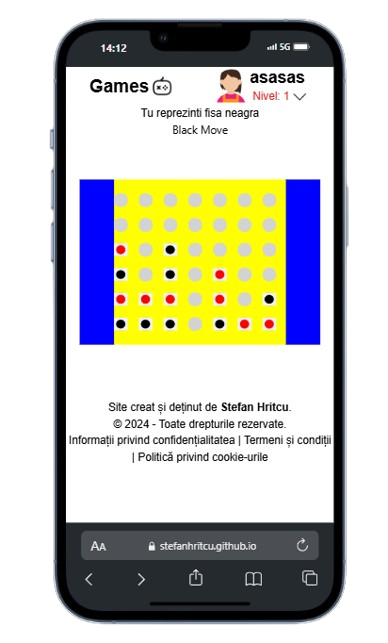 14:12
5G
Games
asasas
Nivel: 1
Tu reprezinti fisa neagra
Black Move
Site creat și deținut de Stefan Hritcu.
© 2024 - Toate drepturile rezervate.
Informații privind confidențialitatea | Termeni și condiții
| Politică privind cookie-urile
AA
stefanhritcu.github.io